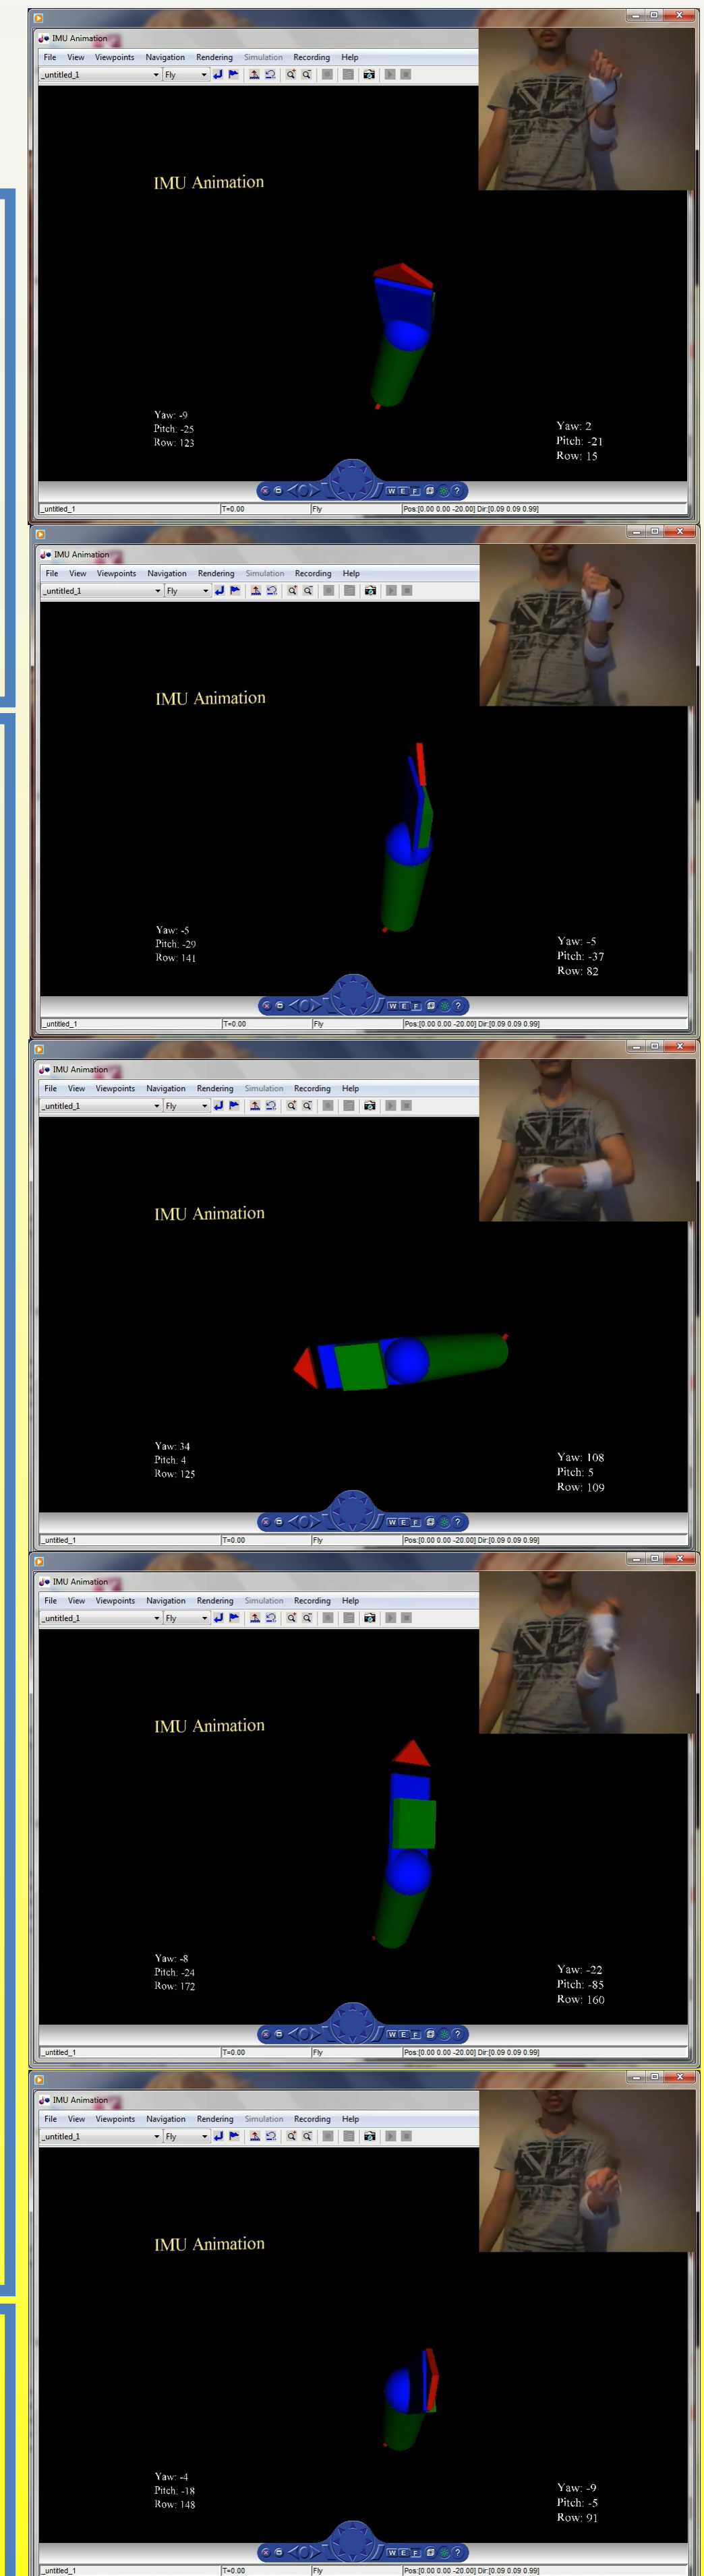 IMU Animation
File View Viewpoints Navigation Rendering Simulation Recording Help
_untitled_1 Fly
IMU Animation
Yaw: -9
Pitch: -25
Row: 123
Yaw: 2
Pitch: -21
Row: 15
W E F ?
_untitled_1 T=0.00 Fly Pos:[0.00 0.00 -20.00] Dir:[0.09 0.09 0.99]
IMU Animation
File View Viewpoints Navigation Rendering Simulation Recording Help
_untitled_1 Fly
IMU Animation
Yaw: -5
Pitch: -29
Row: 141
Yaw: -5
Pitch: -37
Row: 82
W E F ?
_untitled_1 T=0.00 Fly Pos:[0.00 0.00 -20.00] Dir:[0.09 0.09 0.99]
IMU Animation
File View Viewpoints Navigation Rendering Simulation Recording Help
_untitled_1 Fly
IMU Animation
Yaw: 34
Pitch: 4
Row: 125
Yaw: 108
Pitch: 5
Row: 109
W E F ?
_untitled_1 T=0.00 Fly Pos:[0.00 0.00 -20.00] Dir:[0.09 0.09 0.99]
IMU Animation
File View Viewpoints Navigation Rendering Simulation Recording Help
_untitled_1 Fly
IMU Animation
Yaw: -8
Pitch: -24
Row: 172
Yaw: -22
Pitch: -85
Row: 160
W E F ?
_untitled_1 T=0.00 Fly Pos:[0.00 0.00 -20.00] Dir:[0.09 0.09 0.99]
IMU Animation
File View Viewpoints Navigation Rendering Simulation Recording Help
_untitled_1 Fly
IMU Animation
Yaw: -4
Pitch: -18
Row: 148
Yaw: -9
Pitch: -5
Row: 91
W E F ?
_untitled_1 T=0.00 Fly Pos:[0.00 0.00 -20.00] Dir:[0.09 0.09 0.99]